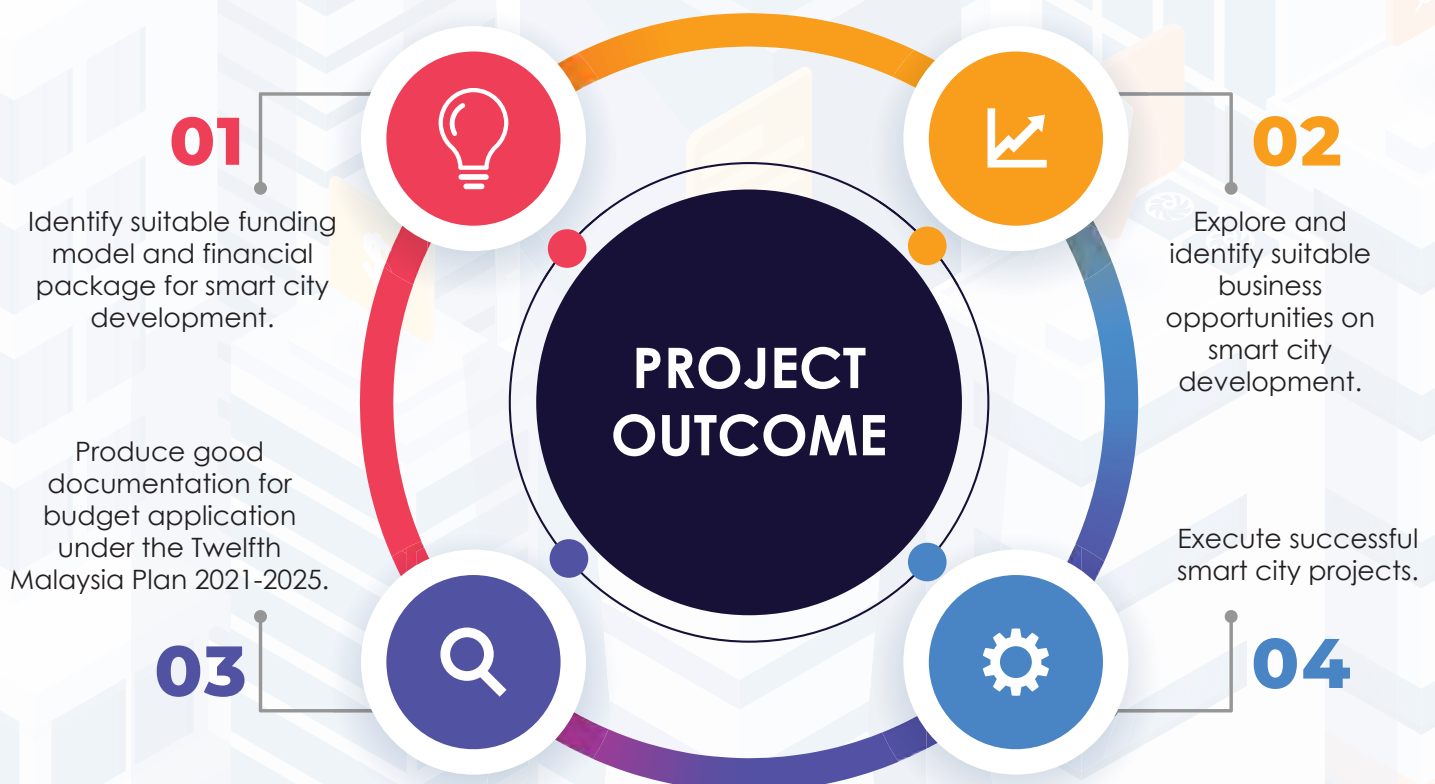 01
Identify suitable funding
model and financial
package for smart city
development.
02
Explore and
identify suitable
business
opportunities on
smart city
development.
PROJECT
OUTCOME
Produce good
documentation for
budget application
under the Twelfth
Malaysia Plan 2021-2025.
03
Execute successful
smart city projects.
04